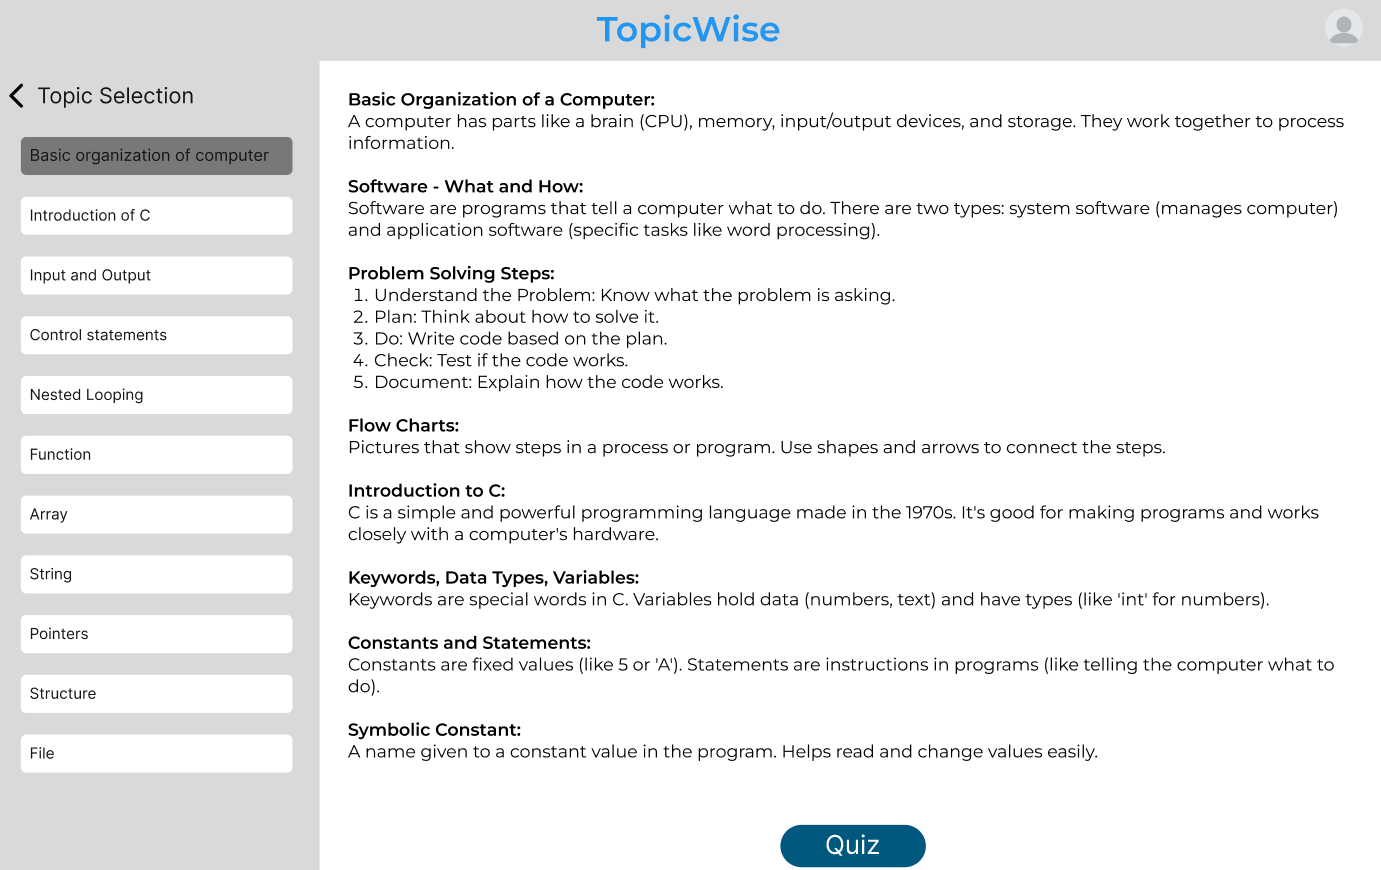 TopicWise
Topic Selection
Basic organization of computer
Introduction of C
Input and Output
Control statements
Nested Looping
Function
Array
String
Pointers
Structure
File
Basic Organization of a Computer:
A computer has parts like a brain (CPU), memory, input/output devices, and storage. They work together to process
information.
Software - What and How:
Software are programs that tell a computer what to do. There are two types: system software (manages computer)
and application software (specific tasks like word processing).
Problem Solving Steps:
1. Understand the Problem: Know what the problem is asking.
2. Plan: Think about how to solve it.
3. Do: Write code based on the plan.
4. Check: Test if the code works.
5. Document: Explain how the code works.
Flow Charts:
Pictures that show steps in a process or program. Use shapes and arrows to connect the steps.
Introduction to C:
C is a simple and powerful programming language made in the 1970s. It's good for making programs and works
closely with a computer's hardware.
Keywords, Data Types, Variables:
Keywords are special words in C. Variables hold data (numbers, text) and have types (like 'int' for numbers).
Constants and Statements:
Constants are fixed values (like 5 or 'A'). Statements are instructions in programs (like telling the computer what to
do).
Symbolic Constant:
A name given to a constant value in the program. Helps read and change values easily.
Quiz